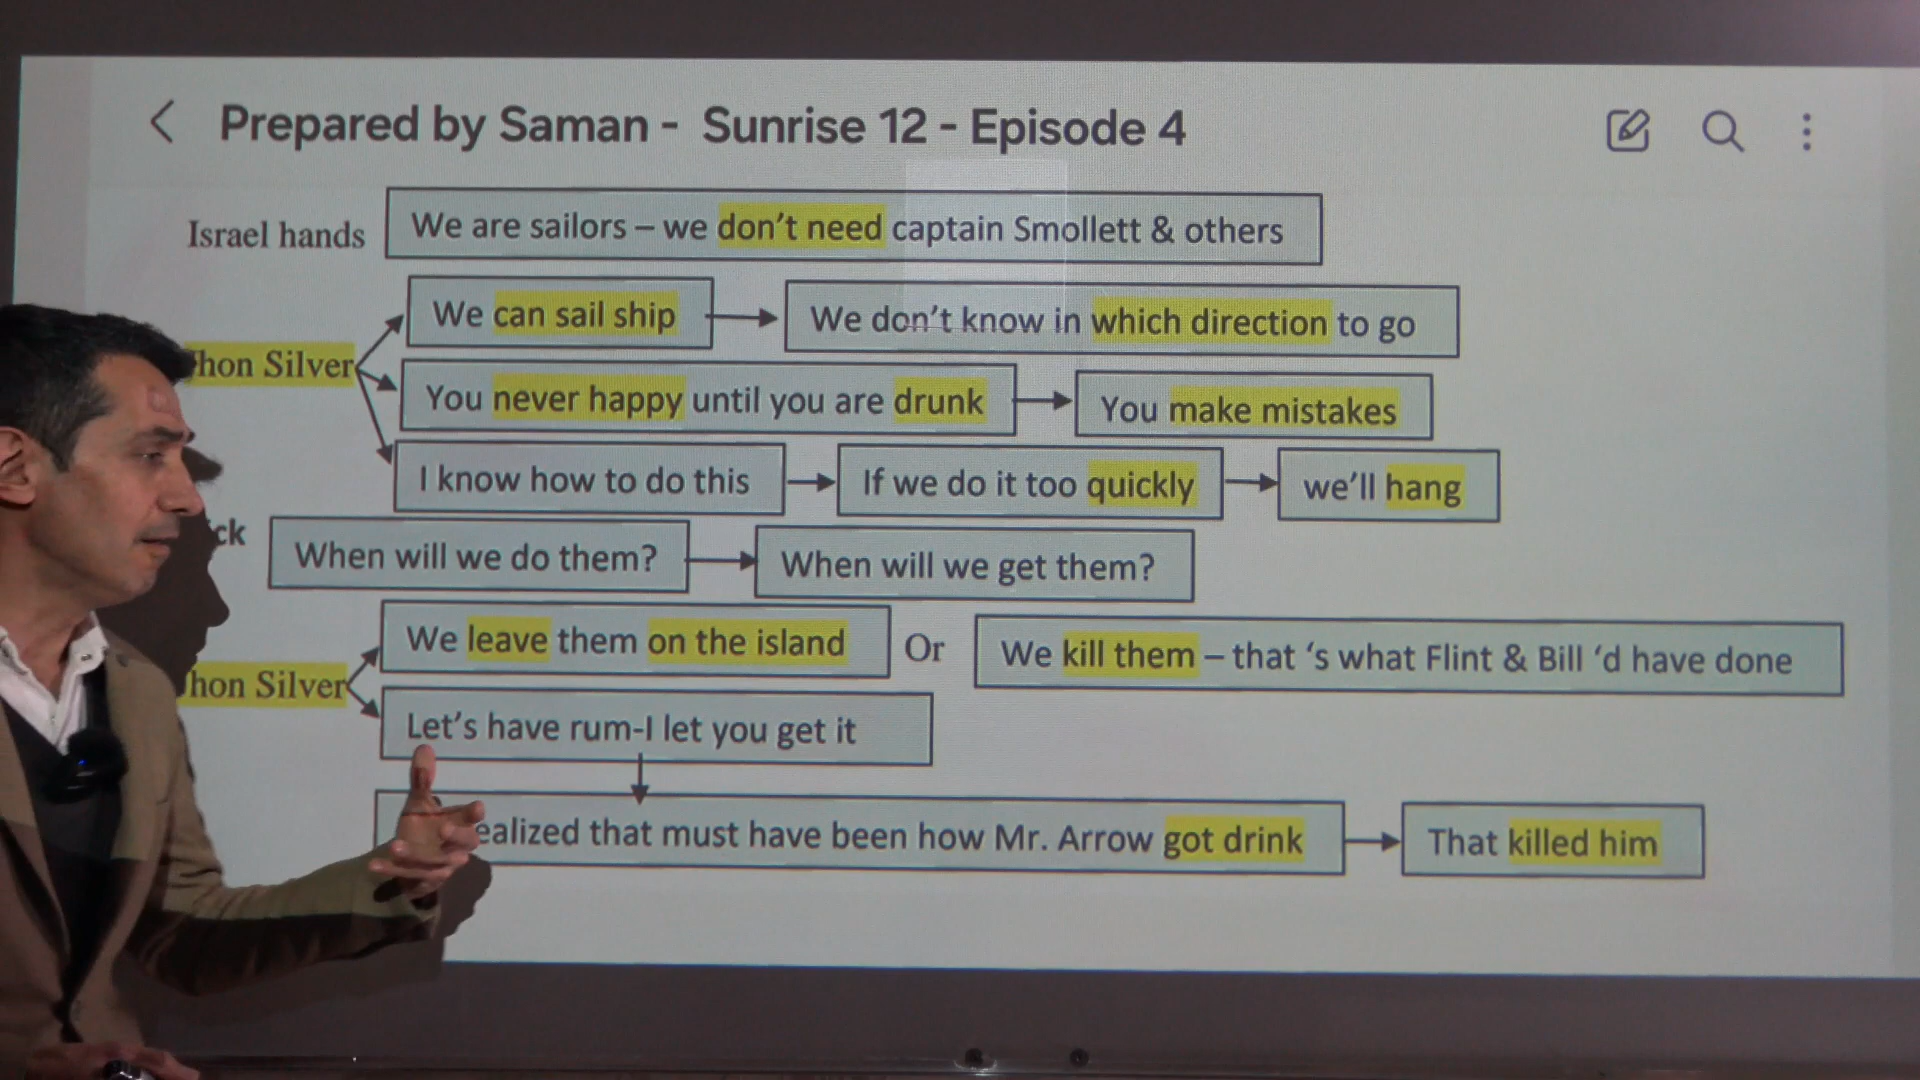 Prepared by Saman - Sunrise 12 - Episode 4
Israel hands We are sailors – we don't need captain Smollett & others
We can sail ship We don't know in which direction to go
hon Silver
You never happy until you are drunk You make mistakes
I know how to do this If we do it too quickly we'll hang
ck When will we do them? When will we get them?
We leave them on the island Or We kill them – that 's what Flint & Bill 'd have done
hon Silver
Let's have rum-I let you get it
ealized that must have been how Mr. Arrow got drink That killed him